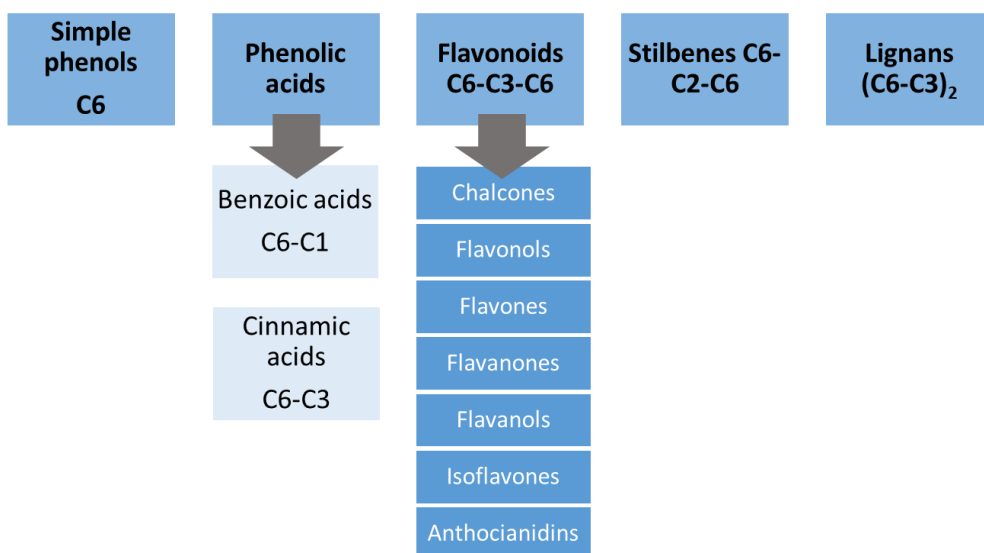 Simple
phenols
C6
Phenolic
acids
Flavonoids
C6-C3-C6
Stilbenes C6-
C2-C6
Lignans
(C6-C3)₂
Benzoic acids
C6-C1
Cinnamic
acids
C6-C3
Chalcones
Flavonols
Flavones
Flavanones
Flavanols
Isoflavones
Anthocianidins